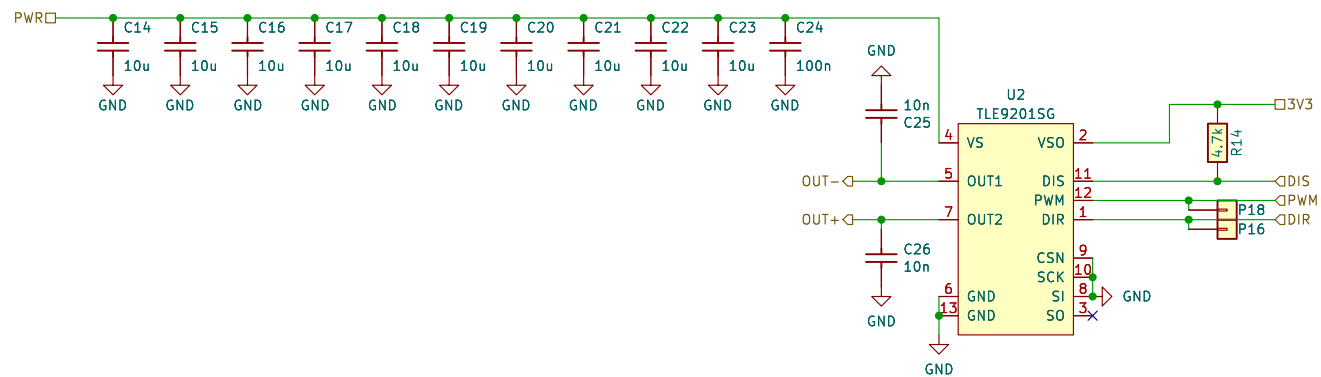 PWR
C14 C15 C16 C17 C18 C19 C20 C21 C22 C23 C24
10u 10u 10u 10u 10u 10u 10u 10u 10u 10u 100n
GND GND GND GND GND GND GND GND GND GND GND
GND
10n
C25
U2
TLE9201SG
3V3
4.7k
R14
4 VS VSO 2
OUT- 5 OUT1 DIS 11 DIS
PWM 12 PWM
P18
OUT+ 7 OUT2 DIR 1 DIR
P16
C26
10n
CSN 9
SCK 10
6 GND SI 8 GND
13 GND SO 3
GND
GND